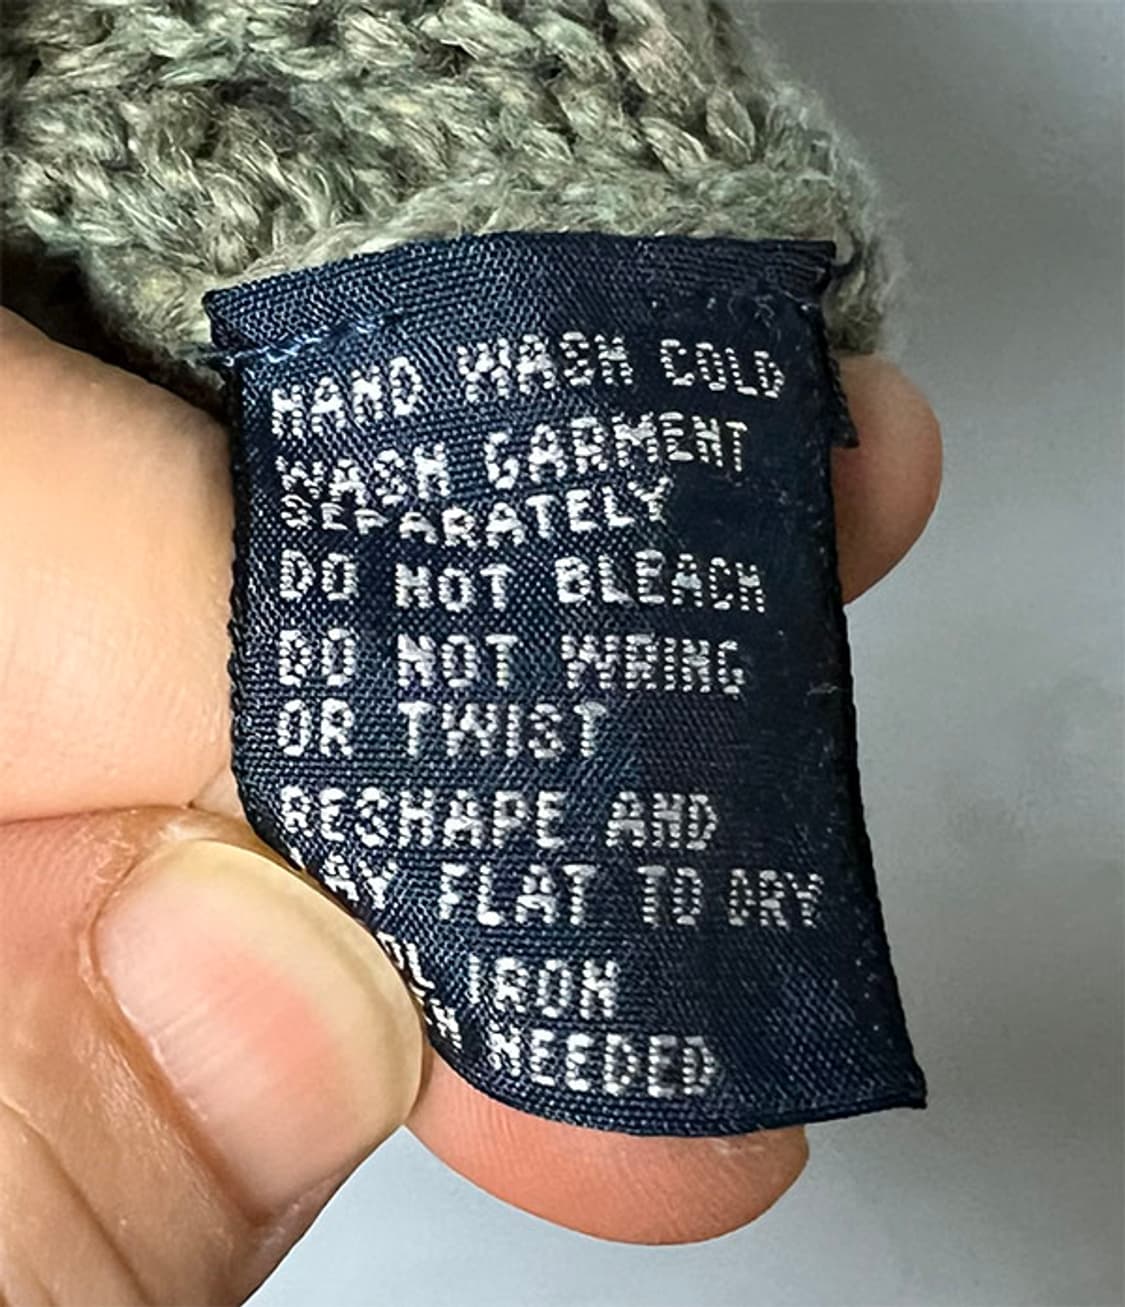 HAND WASH COLD
WASH GARMENT
SEPARATELY
DO NOT BLEACH
DO NOT WRING
OR TWIST
RESHAPE AND
LAY FLAT TO DRY
IRON
NEEDED